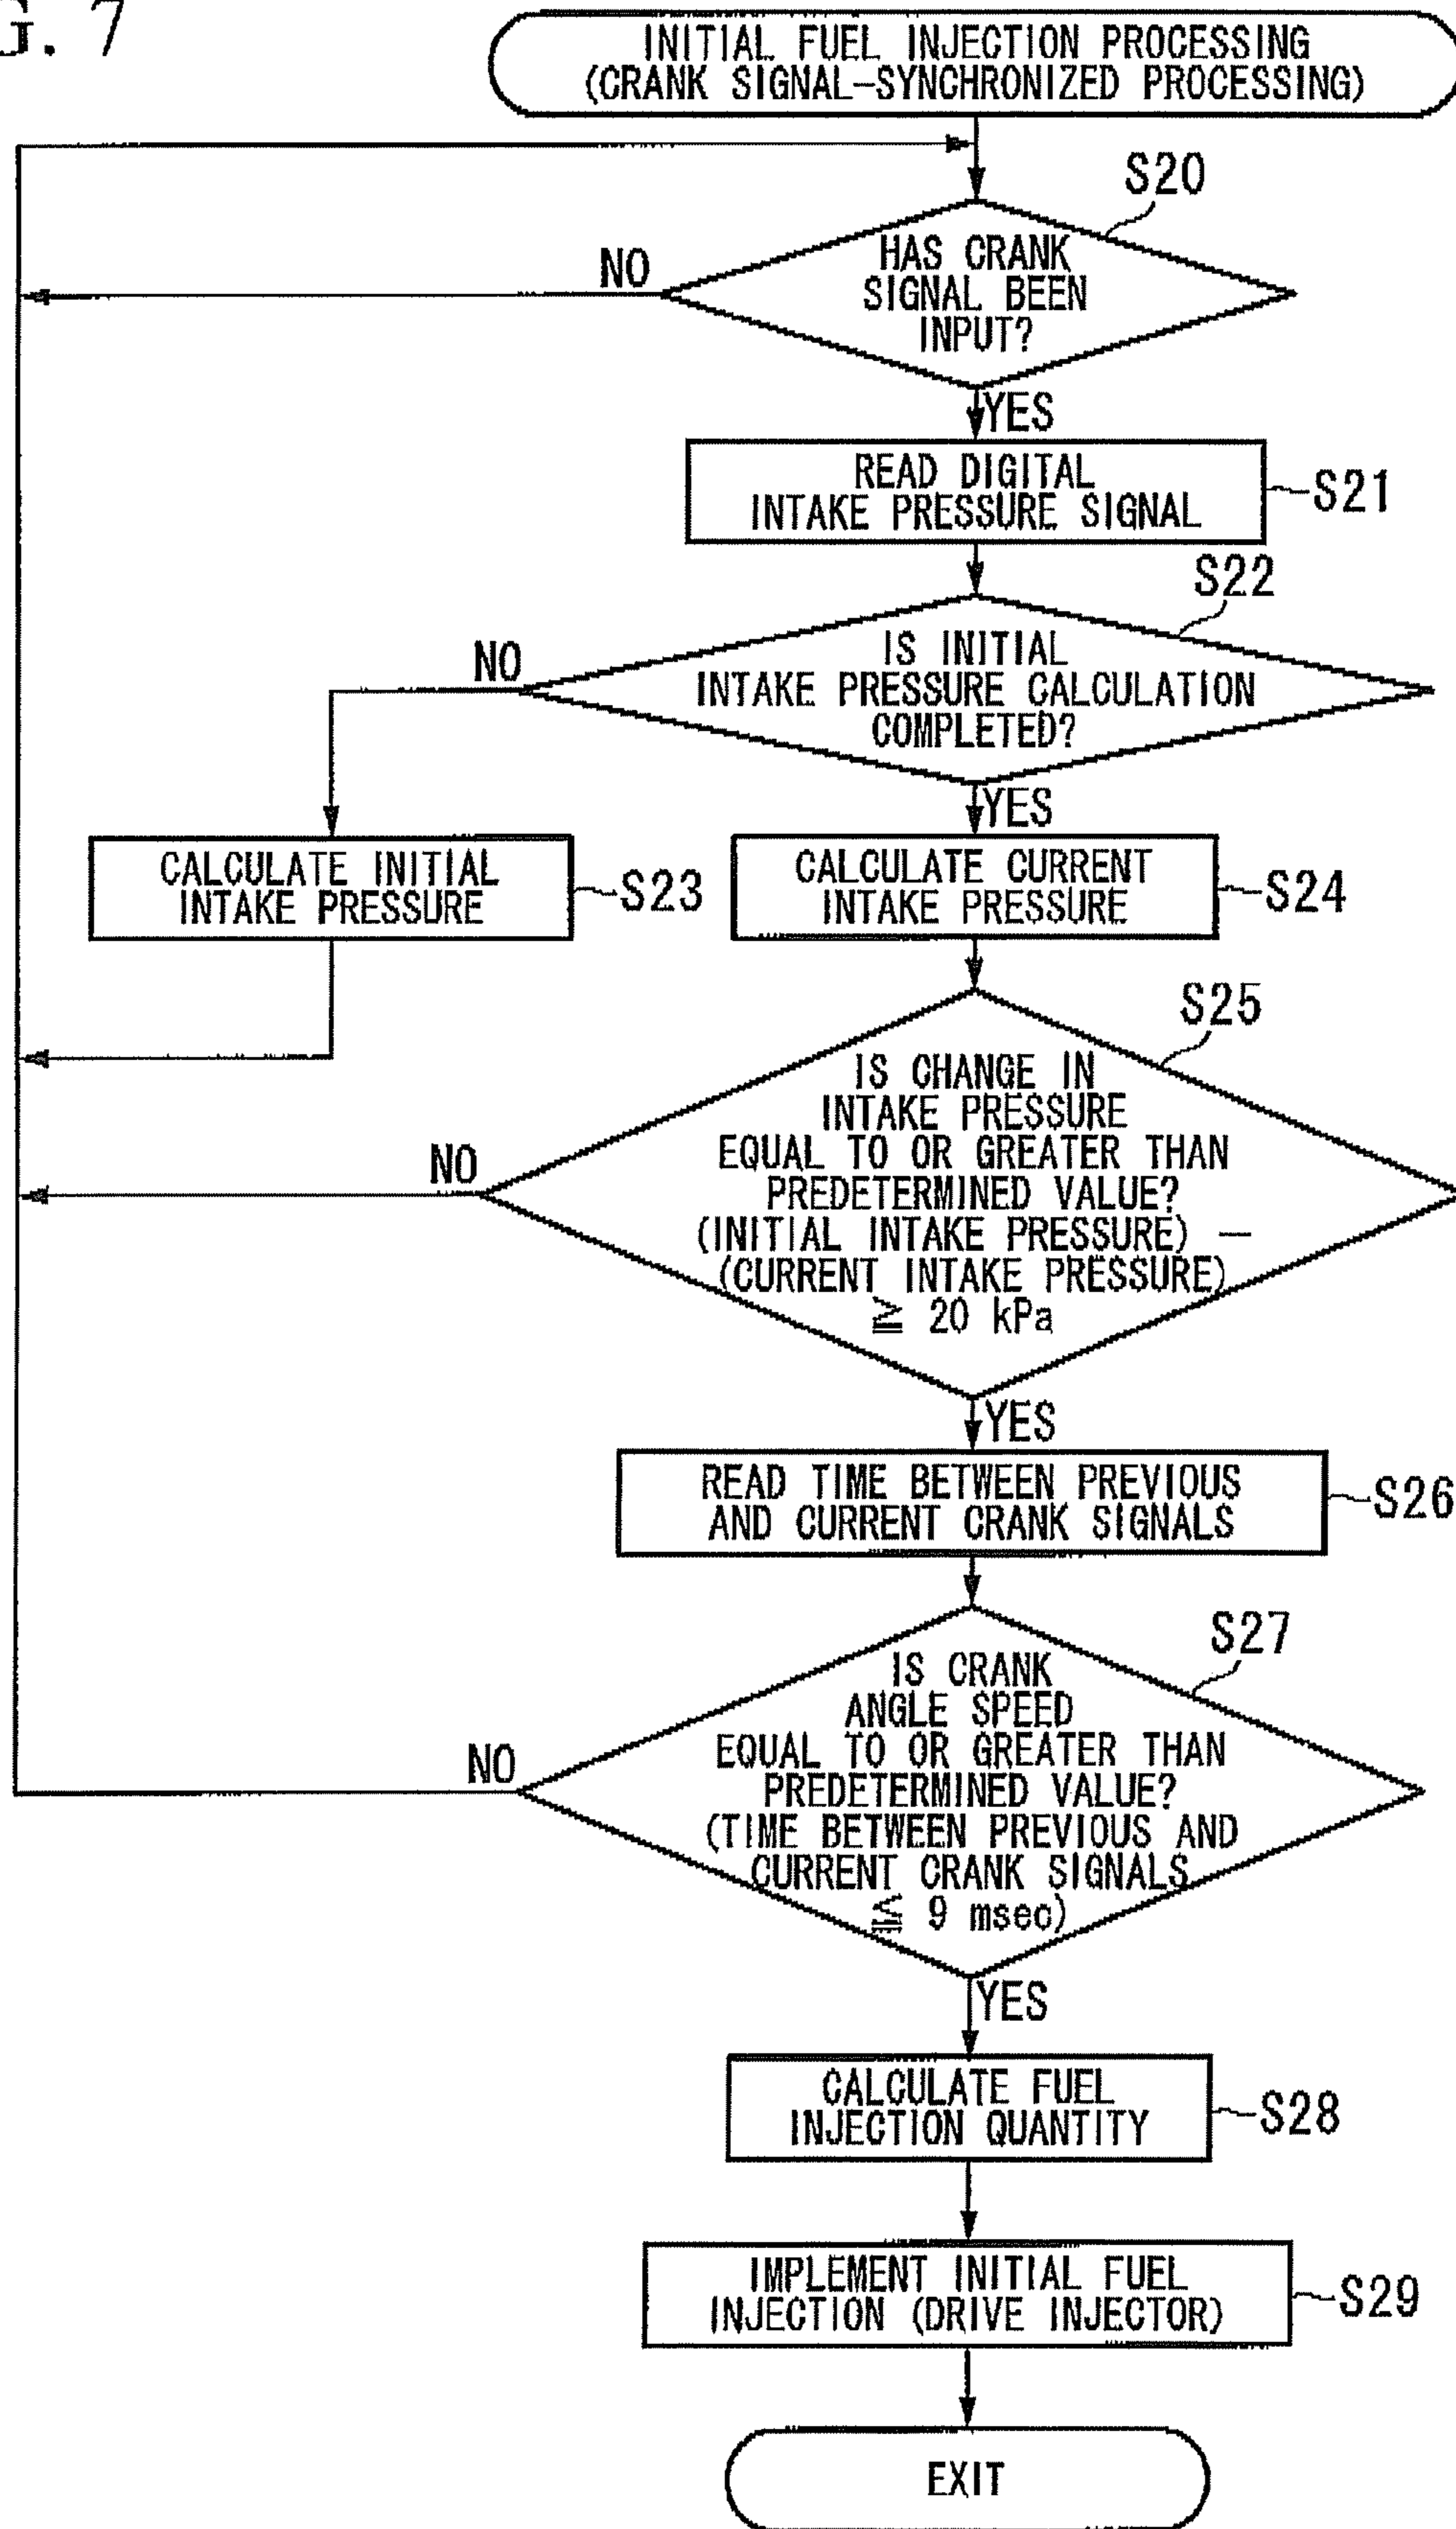 G. 7
INITIAL FUEL INJECTION PROCESSING
(CRANK SIGNAL-SYNCHRONIZED PROCESSING)
S20
HAS CRANK
SIGNAL BEEN
INPUT?
NO
YES
READ DIGITAL
INTAKE PRESSURE SIGNAL
S21
S22
IS INITIAL
INTAKE PRESSURE CALCULATION
COMPLETED?
NO
YES
CALCULATE INITIAL
INTAKE PRESSURE
S23
CALCULATE CURRENT
INTAKE PRESSURE
S24
S25
IS CHANGE IN
INTAKE PRESSURE
EQUAL TO OR GREATER THAN
PREDETERMINED VALUE?
(INITIAL INTAKE PRESSURE) —
(CURRENT INTAKE PRESSURE)
≧ 20 kPa
NO
YES
READ TIME BETWEEN PREVIOUS
AND CURRENT CRANK SIGNALS
S26
S27
IS CRANK
ANGLE SPEED
EQUAL TO OR GREATER THAN
PREDETERMINED VALUE?
(TIME BETWEEN PREVIOUS AND
CURRENT CRANK SIGNALS
≦ 9 msec)
NO
YES
CALCULATE FUEL
INJECTION QUANTITY
S28
IMPLEMENT INITIAL FUEL
INJECTION (DRIVE INJECTOR)
S29
EXIT